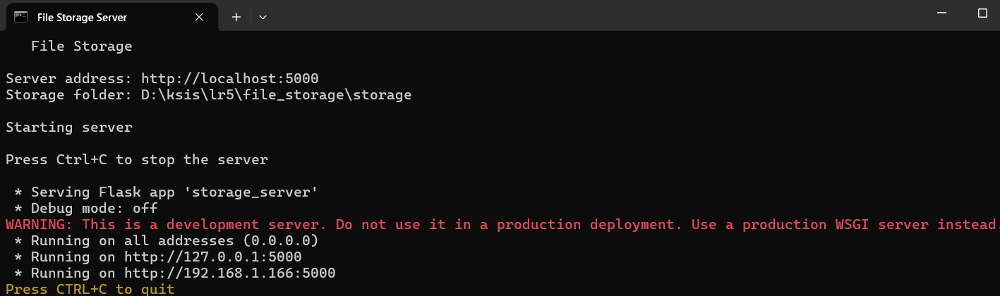 File Storage Server
File Storage
Server address: http://localhost:5000
Storage folder: D:\ksis\lr5\file_storage\storage
Starting server
Press Ctrl+C to stop the server
* Serving Flask app 'storage_server'
* Debug mode: off
WARNING: This is a development server. Do not use it in a production deployment. Use a production WSGI server instead.
* Running on all addresses (0.0.0.0)
* Running on http://127.0.0.1:5000
* Running on http://192.168.1.166:5000
Press CTRL+C to quit